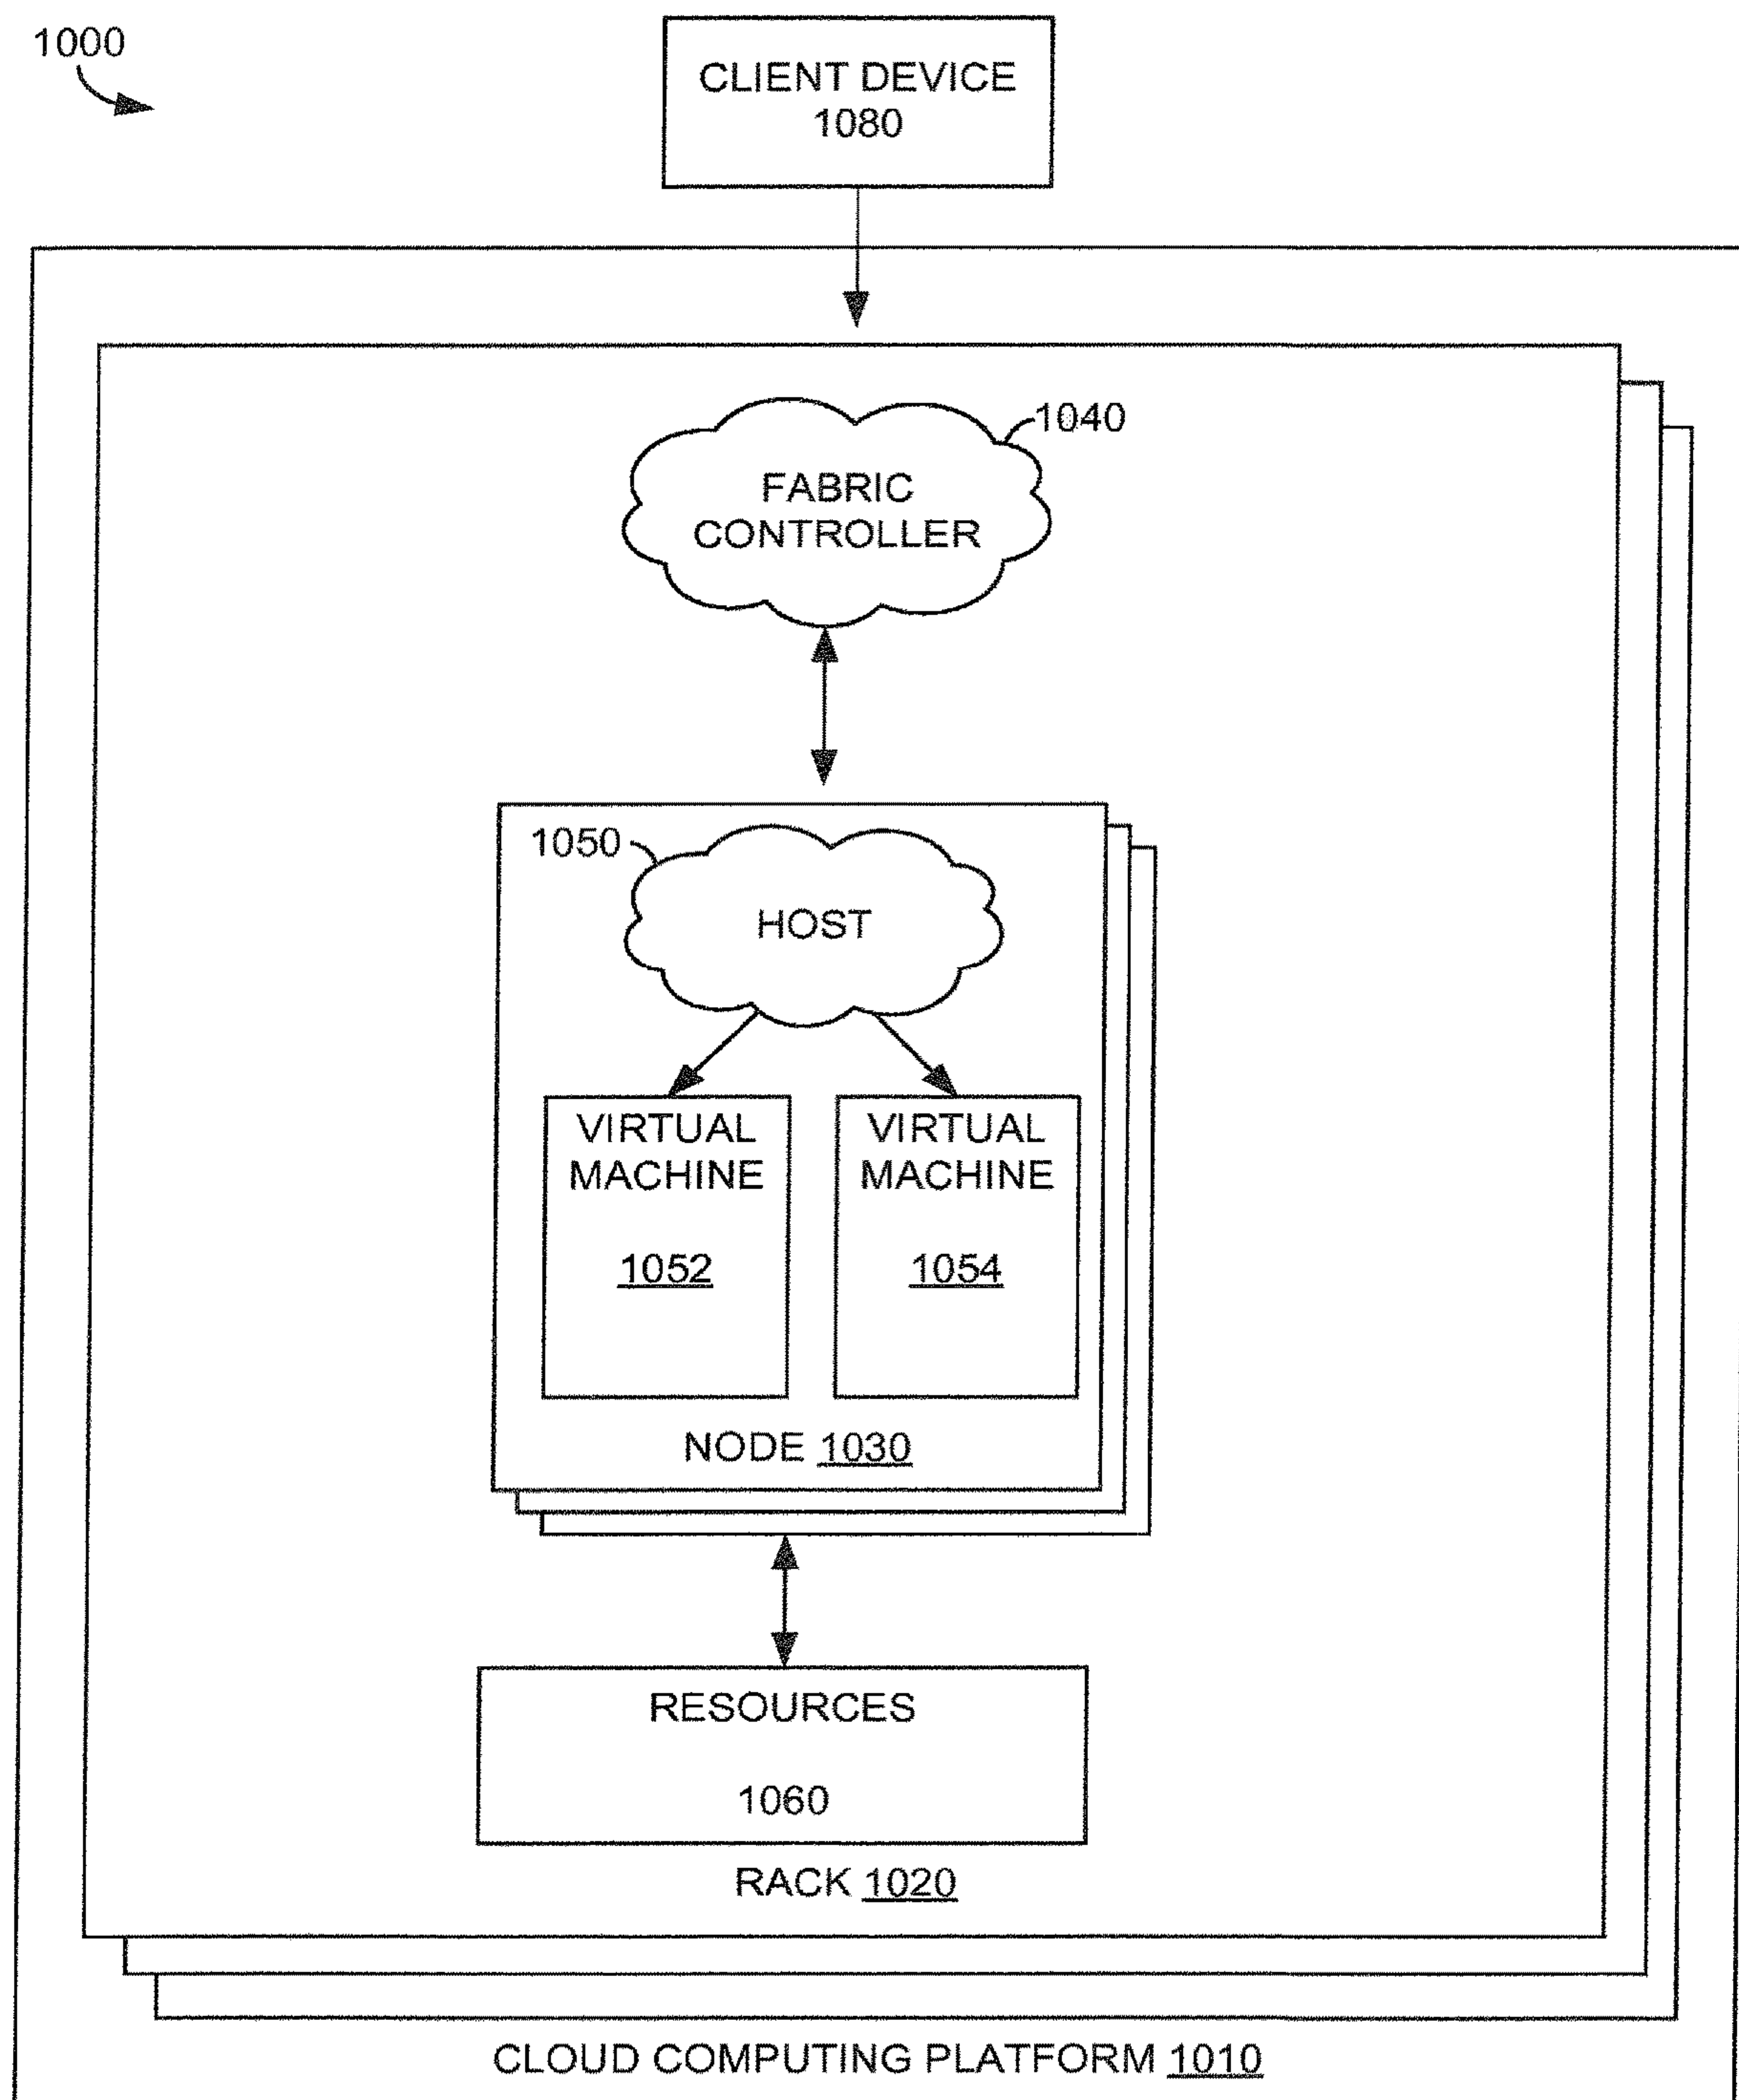 1000
CLIENT DEVICE
1080
1040
FABRIC
CONTROLLER
1050
HOST
VIRTUAL
MACHINE
1052
VIRTUAL
MACHINE
1054
NODE 1030
RESOURCES
1060
RACK 1020
CLOUD COMPUTING PLATFORM 1010